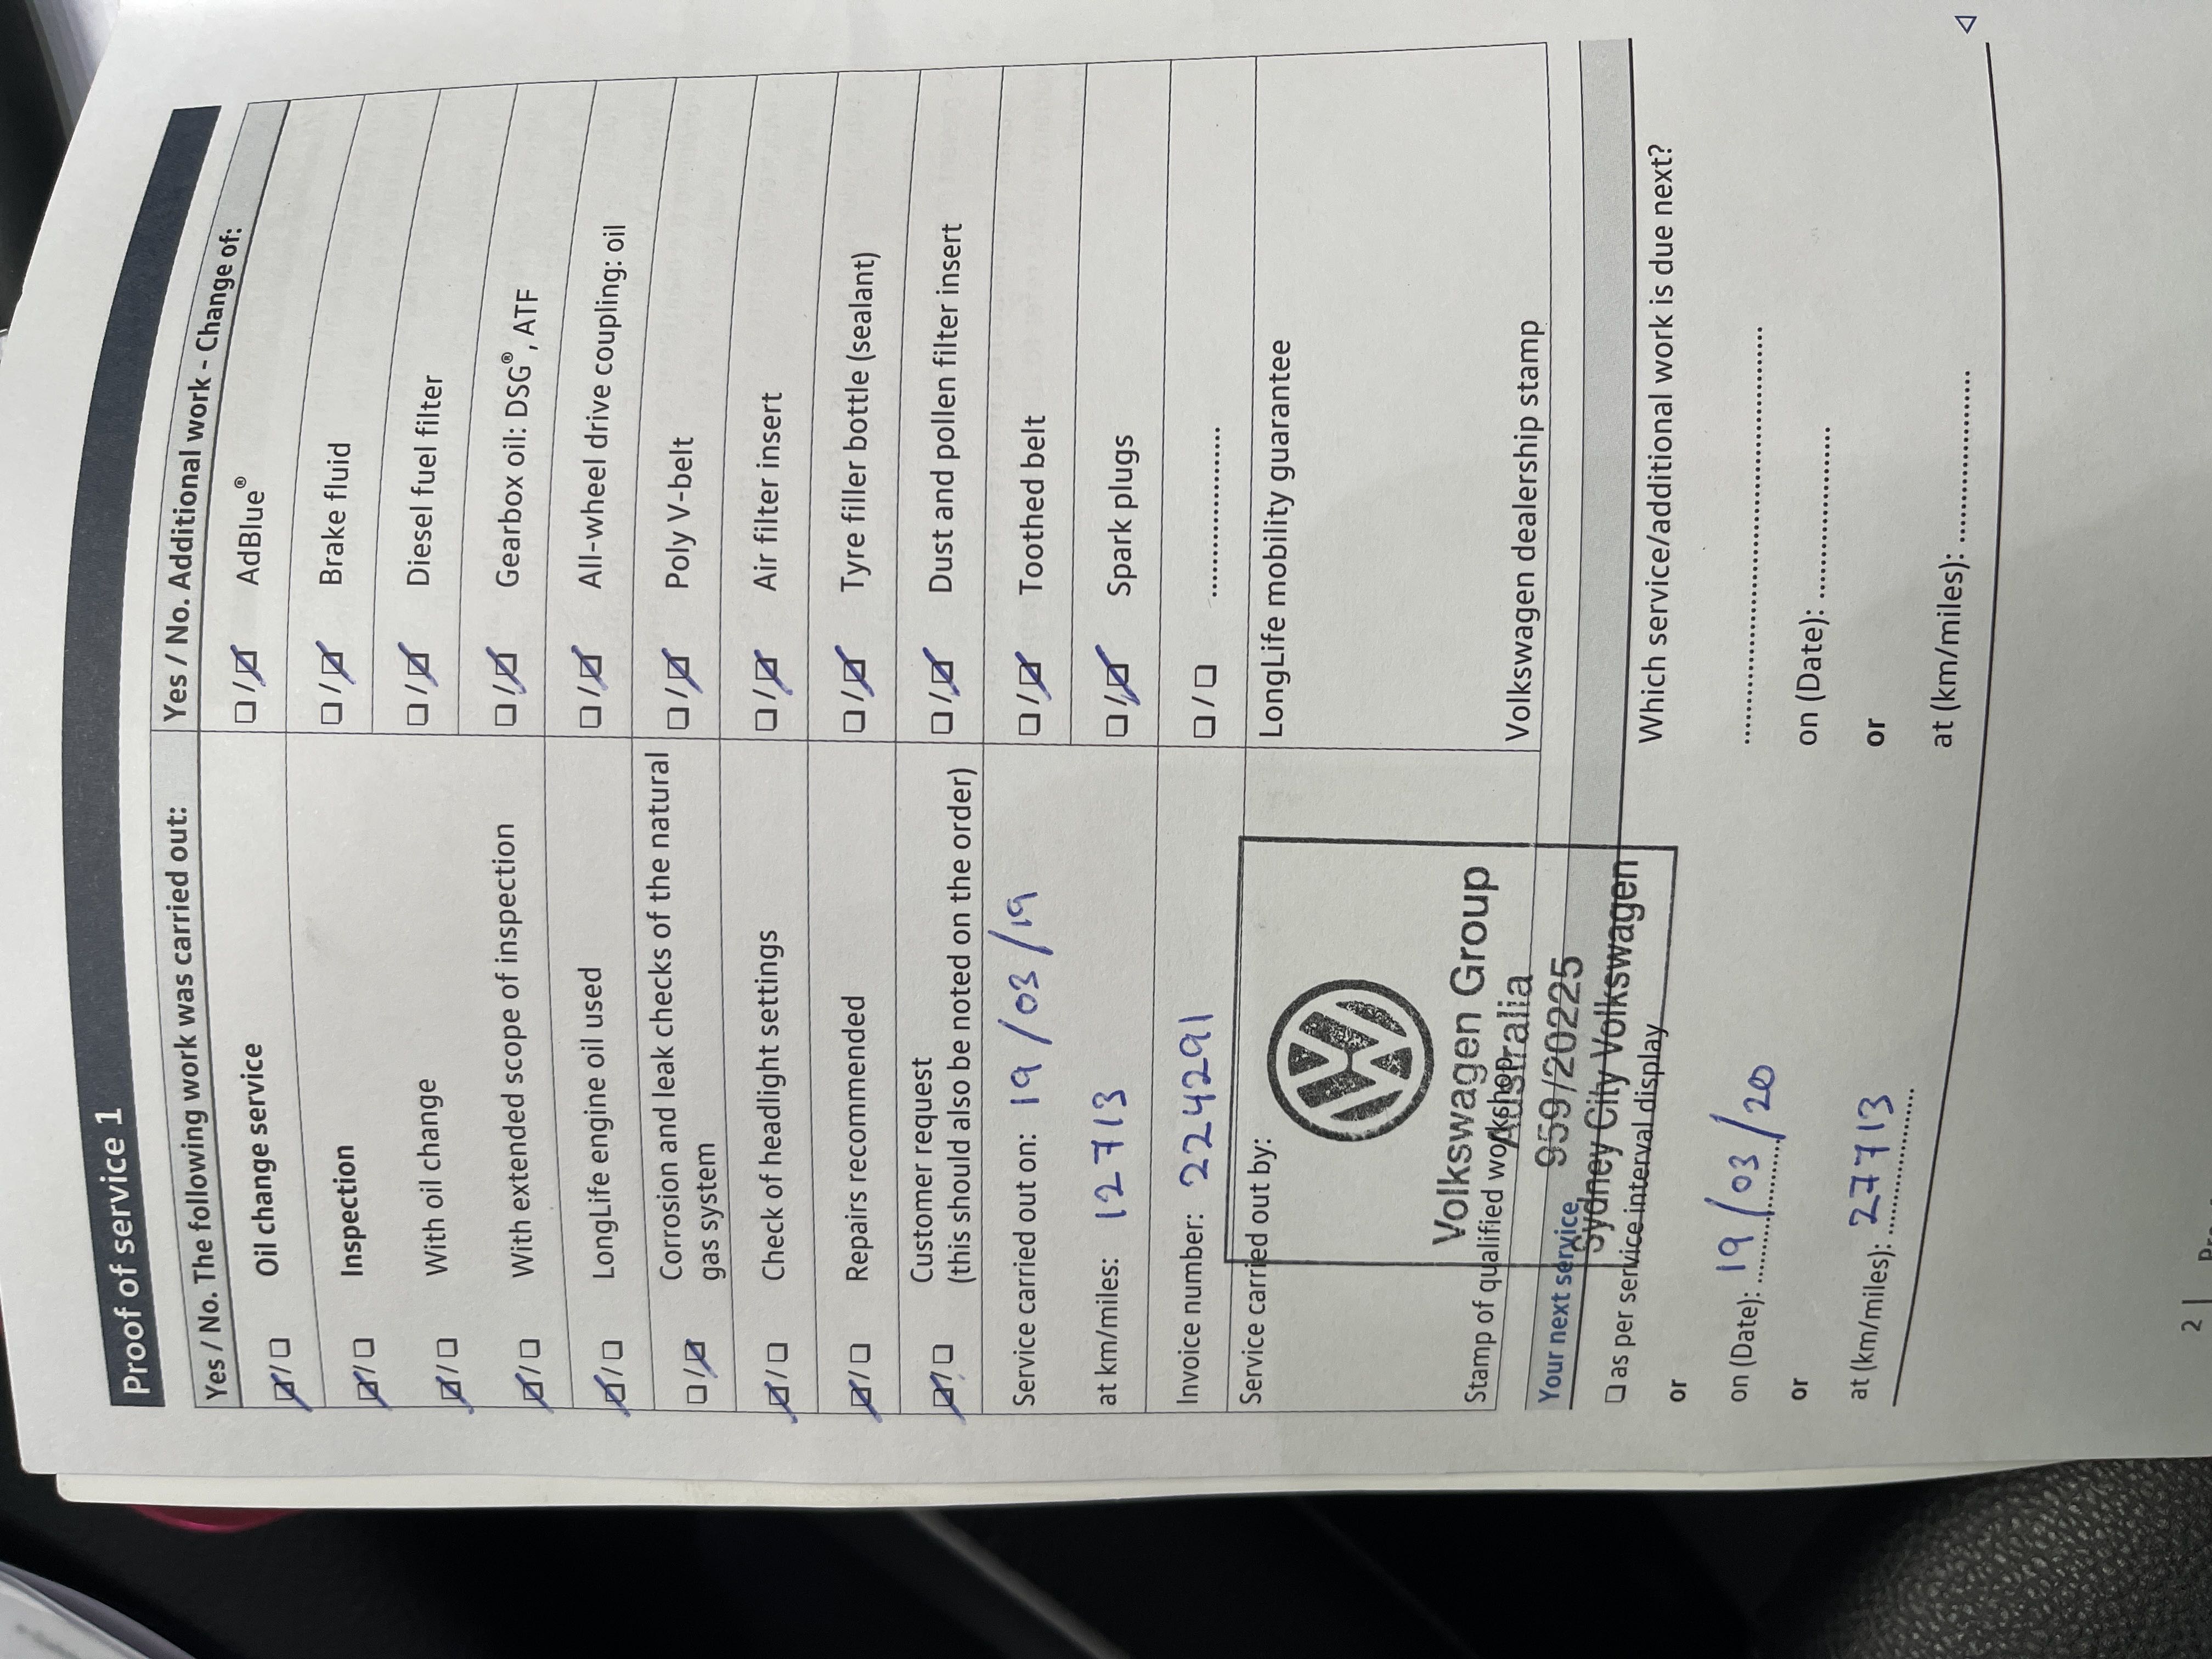 Proof of service 1
Yes / No. The following work was carried out:
☑/☐ Oil change service
☑/☐ Inspection
☑/☐ With oil change
☑/☐ With extended scope of inspection
☑/☐ LongLife engine oil used
☐/☑ Corrosion and leak checks of the natural
gas system
☑/☐ Check of headlight settings
☑/☐ Repairs recommended
☑/☐ Customer request
(this should also be noted on the order)
Service carried out on: 19/03/19
at km/miles: 12713
Invoice number: 2224291
Service carried out by:
Volkswagen Group
Australia
959/20225
Sydney City Volkswagen
Stamp of qualified workshop
Yes / No. Additional work - Change of:
☐/☑ AdBlue®
☐/☑ Brake fluid
☐/☑ Diesel fuel filter
☐/☑ Gearbox oil: DSG®, ATF
☐/☑ All-wheel drive coupling: oil
☐/☑ Poly V-belt
☐/☑ Air filter insert
☐/☑ Tyre filler bottle (sealant)
☐/☑ Dust and pollen filter insert
☐/☑ Toothed belt
☐/☑ Spark plugs
☐/☐ ....................
LongLife mobility guarantee
Volkswagen dealership stamp
Your next service
☐ as per service interval display
or
on (Date): 19/03/20
or
at (km/miles): 27713
Which service/additional work is due next?
..................................................
on (Date): ....................
or
at (km/miles): ....................
2 |